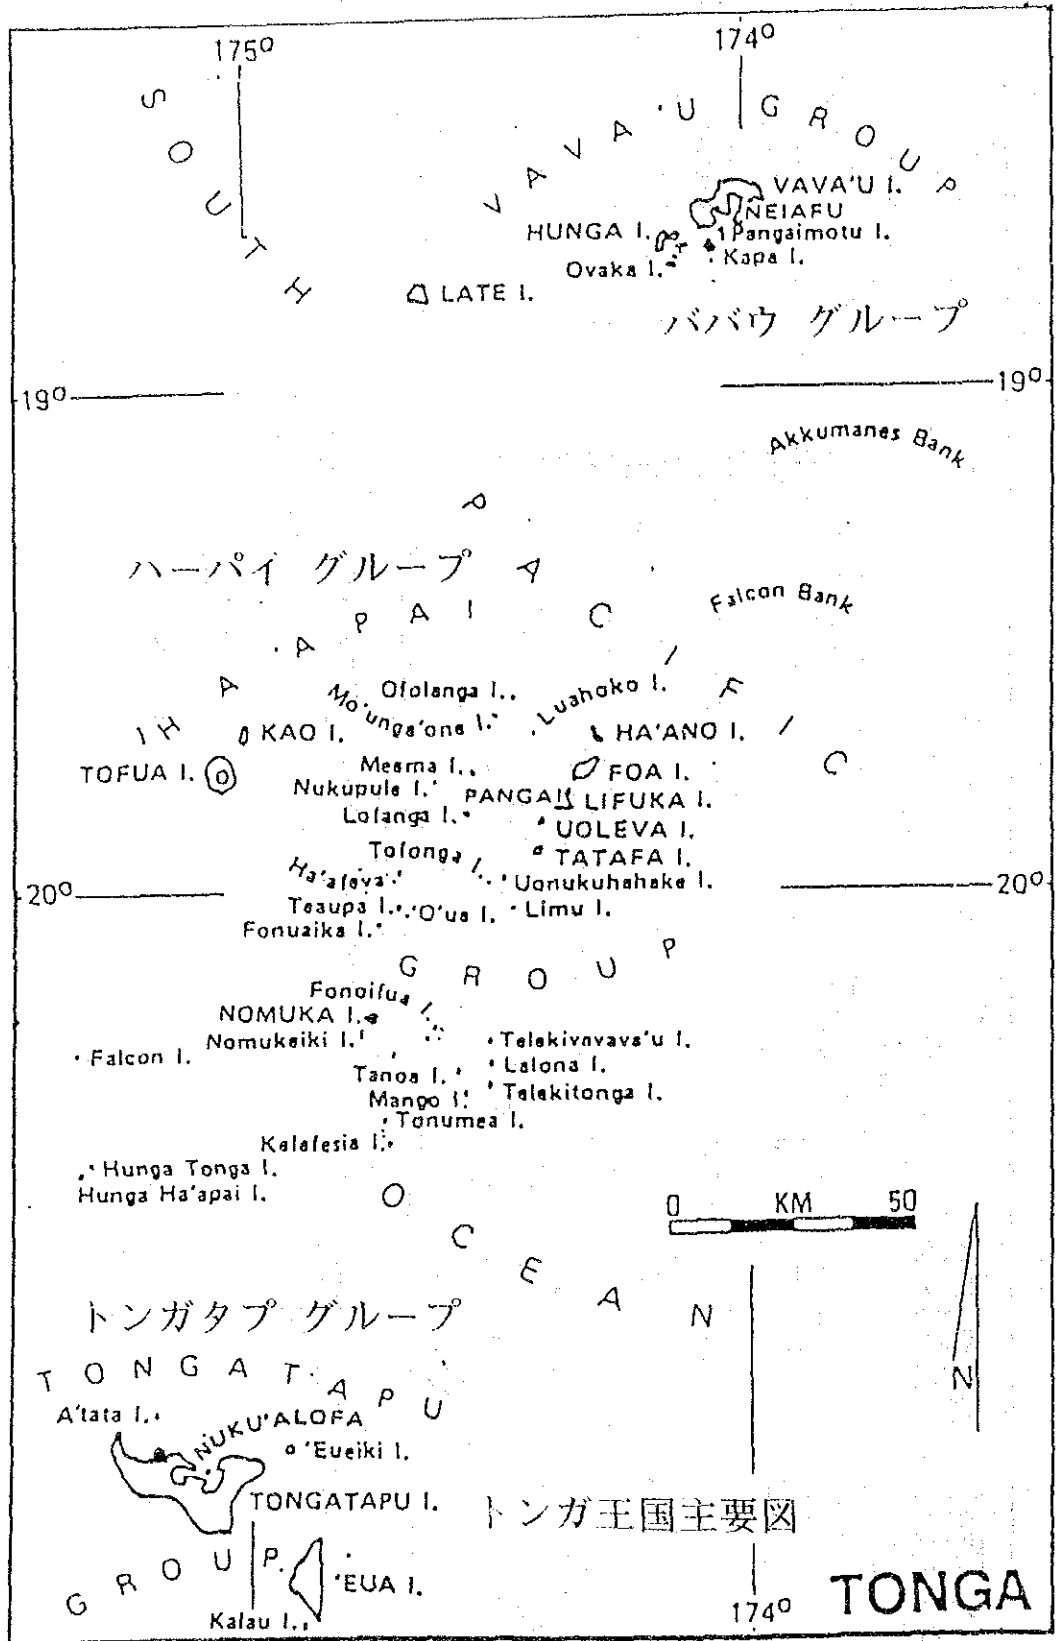 175° 174°
SOUTH PACIFIC OCEAN
VAVA'U GROUP
VAVA'U I.
NEIAFU
HUNGA I.
Pangaimotu I.
Ovaka I.
Kapa I.
LATE I.
ババウ グループ
19° 19°
Akkumanes Bank
ハーパイ グループ
Falcon Bank
HA'APAI GROUP
Ofolanga I.
Luahoko I.
Mo'unga'one I.
KAO I.
HA'ANO I.
TOFUA I.
Meama I.
FOA I.
Nukupule I.
PANGAI
LIFUKA I.
Lofanga I.
UOLEVA I.
Tofonga I.
TATAFA I.
Ha'afeva
Uonukuhahake I.
20° 20°
Teaupa I.
O'ua I.
Limu I.
Fonuaika I.
Fonoifua I.
NOMUKA I.
Nomukeiki I.
Telekivavava'u I.
Falcon I.
Lalona I.
Tanoa I.
Telekitonga I.
Mango I.
Tonumea I.
Kelefesia I.
Hunga Tonga I.
Hunga Ha'apai I.
0 KM 50
N
トンガタプ グループ
TONGATAPU GROUP
A'tata I.
NUKU'ALOFA
'Eueiki I.
TONGATAPU I.
トンガ王国主要図
'EUA I.
Kalau I.
174°
TONGA